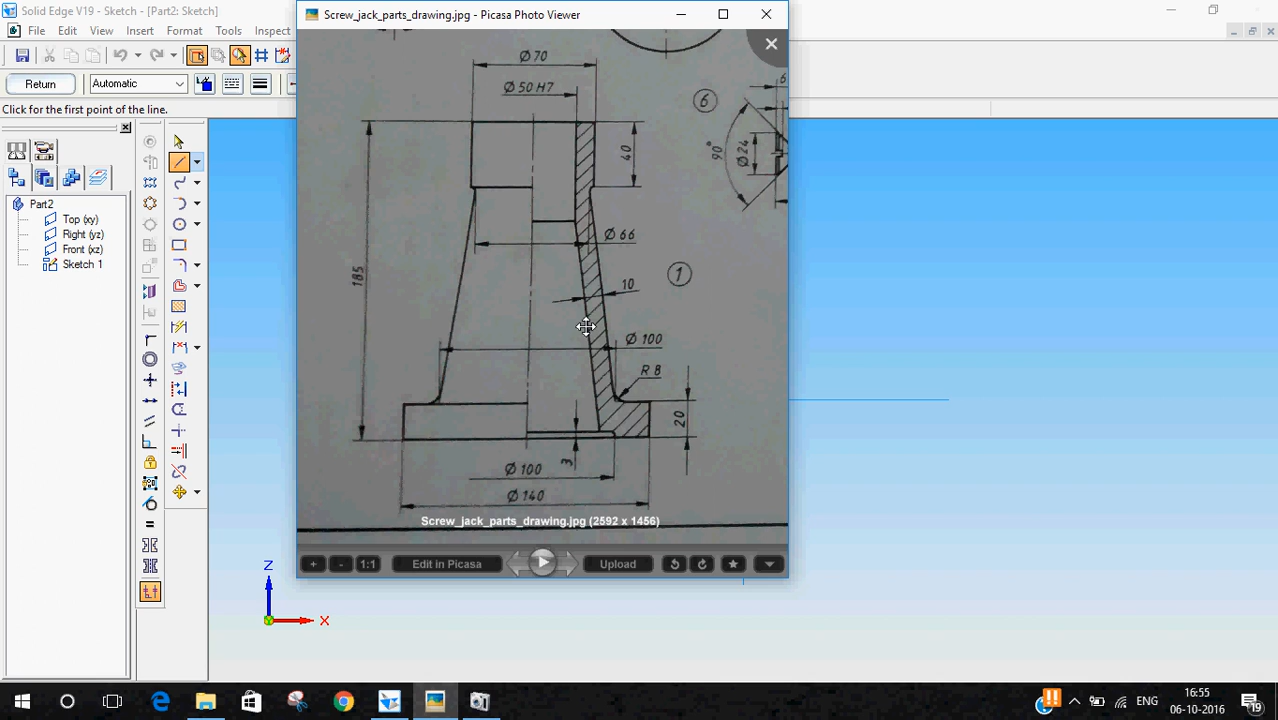 Solid Edge V19 - Sketch - [Part2: Sketch]
Screw_jack_parts_drawing.jpg - Picasa Photo Viewer
File Edit View Insert Format Tools Inspect
Return
Automatic
Click for the first point of the line.
Part2
Top (xy)
Right (yz)
Front (xz)
Sketch 1
Ø 70
Ø 50 H7
6
6
90°
Ø 24
40
Ø 66
185
10
1
Ø 100
R 8
20
3
Ø 100
Ø 140
Screw_jack_parts_drawing.jpg (2592 x 1456)
+ - 1:1 Edit in Picasa Upload
Z
X
ENG
16:55
06-10-2016
19